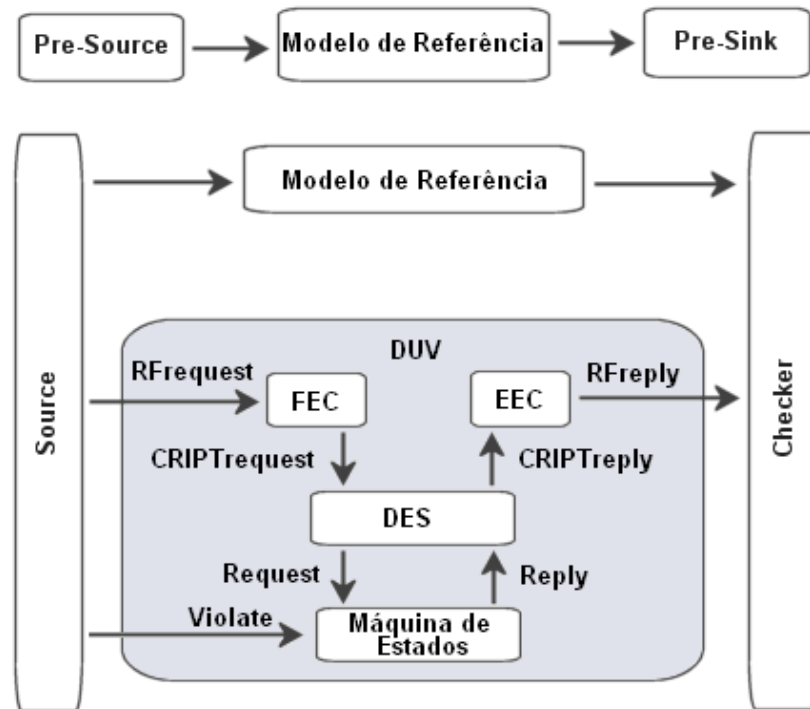 Pre-Source
Modelo de Referência
Pre-Sink
Modelo de Referência
Source
Checker
DUV
RFrequest
FEC
EEC
RFreply
CRIPTrequest
CRIPTreply
DES
Request
Reply
Violate
Máquina de
Estados